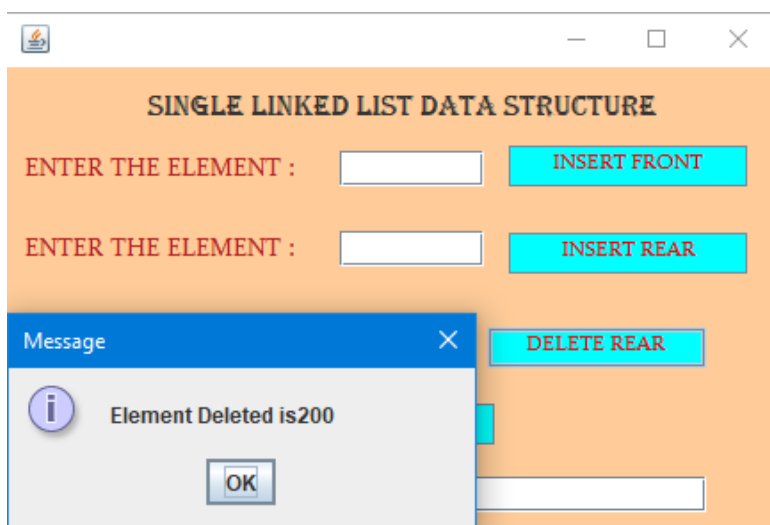 SINGLE LINKED LIST DATA STRUCTURE
ENTER THE ELEMENT :
INSERT FRONT
ENTER THE ELEMENT :
INSERT REAR
Message
DELETE REAR
Element Deleted is200
OK